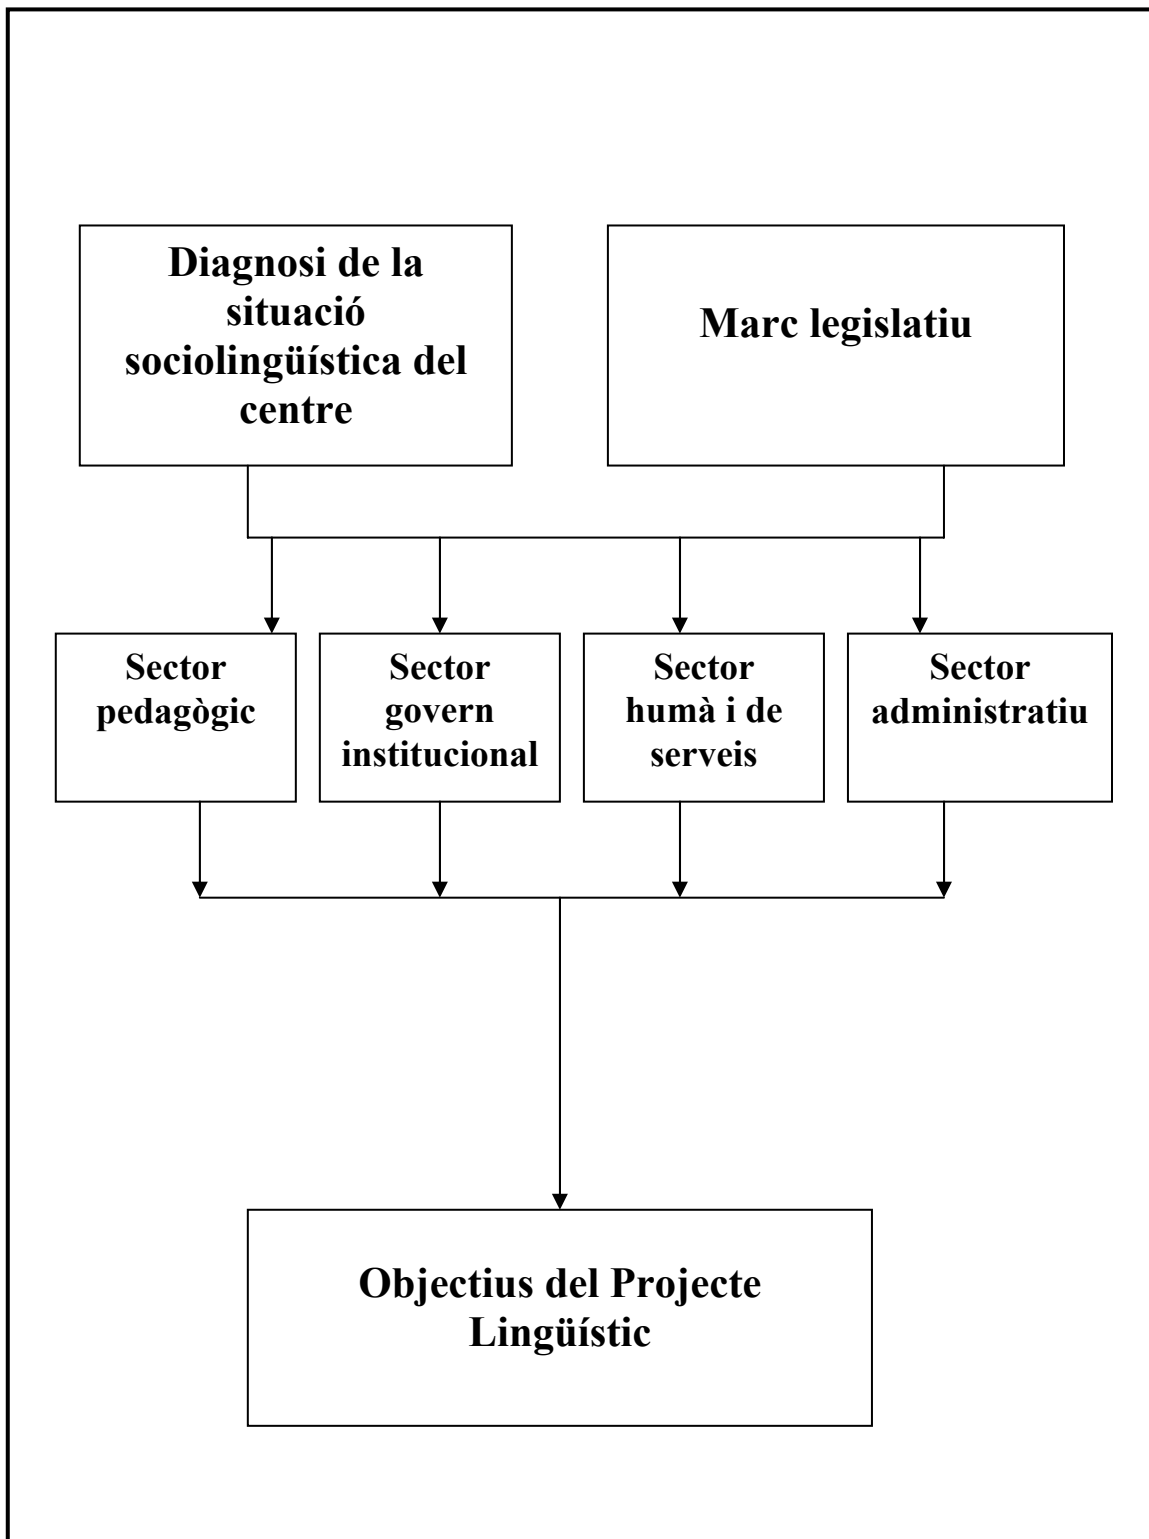 Diagnosi de la
situació
sociolingüística del
centre
Marc legislatiu
Sector
pedagògic
Sector
govern
institucional
Sector
humà i de
serveis
Sector
administratiu
Objectius del Projecte
Lingüístic